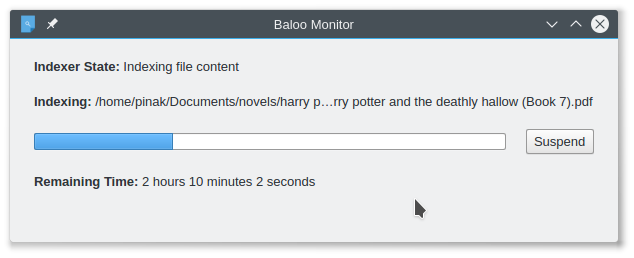 Baloo Monitor
Indexer State: Indexing file content
Indexing: /home/pinak/Documents/novels/harry p...rry potter and the deathly hallow (Book 7).pdf
Suspend
Remaining Time: 2 hours 10 minutes 2 seconds